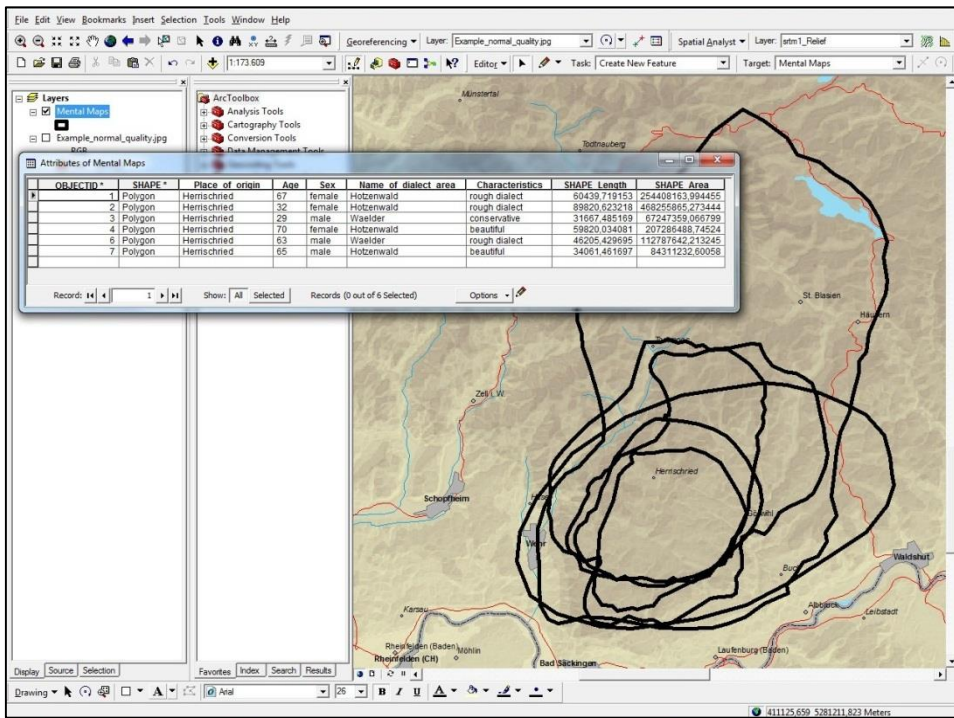 File Edit View Bookmarks Insert Selection Tools Window Help
Georeferencing Layer: Example_normal_quality.jpg Spatial Analyst Layer: srtm1_Relief
1:173.609 Editor Task: Create New Feature Target: Mental Maps
Layers
Mental Maps
Example_normal_quality.jpg
RGB
ArcToolbox
Analysis Tools
Cartography Tools
Conversion Tools
Data Management Tools
Attributes of Mental Maps
OBJECTID * SHAPE * Place_of_origin Age Sex Name_of_dialect_area Characteristics SHAPE_Length SHAPE_Area
1 Polygon Herrischried 67 female Hotzenwald rough dialect 60439,719153 254408163,994455
2 Polygon Herrischried 32 female Hotzenwald rough dialect 89820,623218 468255865,273444
3 Polygon Herrischried 29 male Waelder conservative 31667,485169 67247359,066799
4 Polygon Herrischried 70 female Hotzenwald beautiful 59820,034081 207286488,74524
6 Polygon Herrischried 63 male Waelder rough dialect 46205,429695 112787642,213245
7 Polygon Herrischried 65 male Hotzenwald beautiful 34061,461697 84311232,60058
Record: 1 Show: All Selected Records (0 out of 6 Selected) Options
Münstertal
Todtnauberg
St. Blasien
Häusern
Zell i. W.
Herrischried
Schopfheim
Wehr
Waldshut
Albbruck
Leibstadt
Karsau
Rheinfelden (Baden)
Rheinfelden (CH)
Möhlin
Bad Säckingen
Laufenburg (Baden)
Display Source Selection
Favorites Index Search Results
Drawing A Arial 26 B I U A
411125,659 5281211,823 Meters